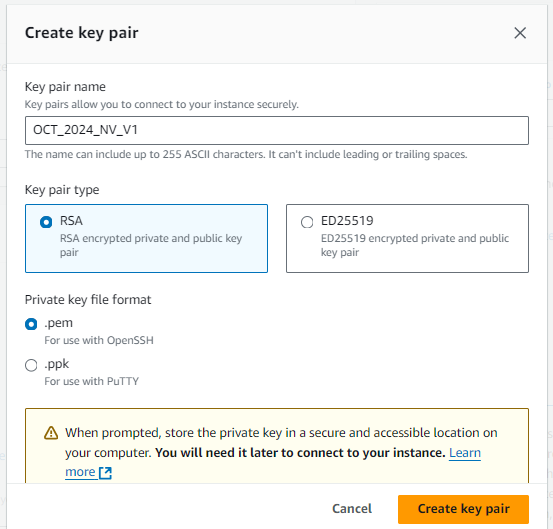 Create key pair
Key pair name
Key pairs allow you to connect to your instance securely.
OCT_2024_NV_V1
The name can include up to 255 ASCII characters. It can't include leading or trailing spaces.
Key pair type
RSA
RSA encrypted private and public key
pair
ED25519
ED25519 encrypted private and public
key pair
Private key file format
.pem
For use with OpenSSH
.ppk
For use with PuTTY
When prompted, store the private key in a secure and accessible location on
your computer. You will need it later to connect to your instance. Learn
more
Cancel
Create key pair